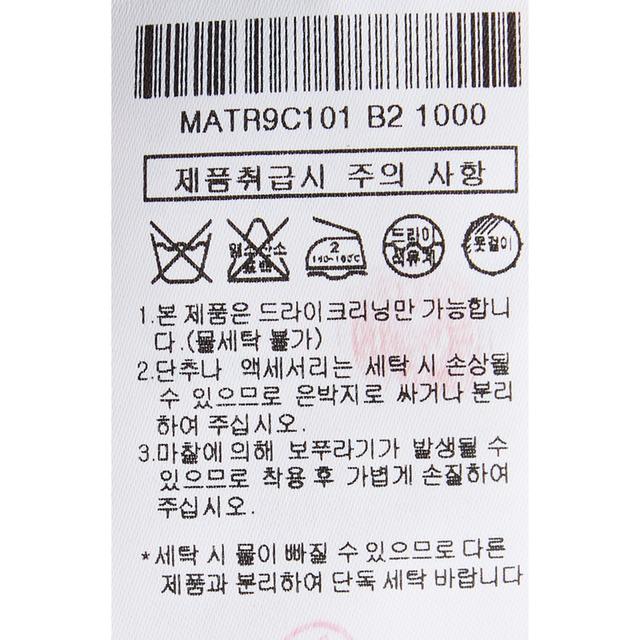 MATR9C101 B2 1000
제품취급시 주의 사항
염소산소 표백
2 140~160℃
드라이 석유계
옷걸이
1.본 제품은 드라이크리닝만 가능합니
다.(물세탁 불가)
2.단추나 액세서리는 세탁 시 손상될
수 있으므로 은박지로 싸거나 분리
하여 주십시오.
3.마찰에 의해 보푸라기가 발생될 수
있으므로 착용 후 가볍게 손질하여
주십시오.
*세탁 시 물이 빠질 수 있으므로 다른
제품과 분리하여 단독 세탁 바랍니다